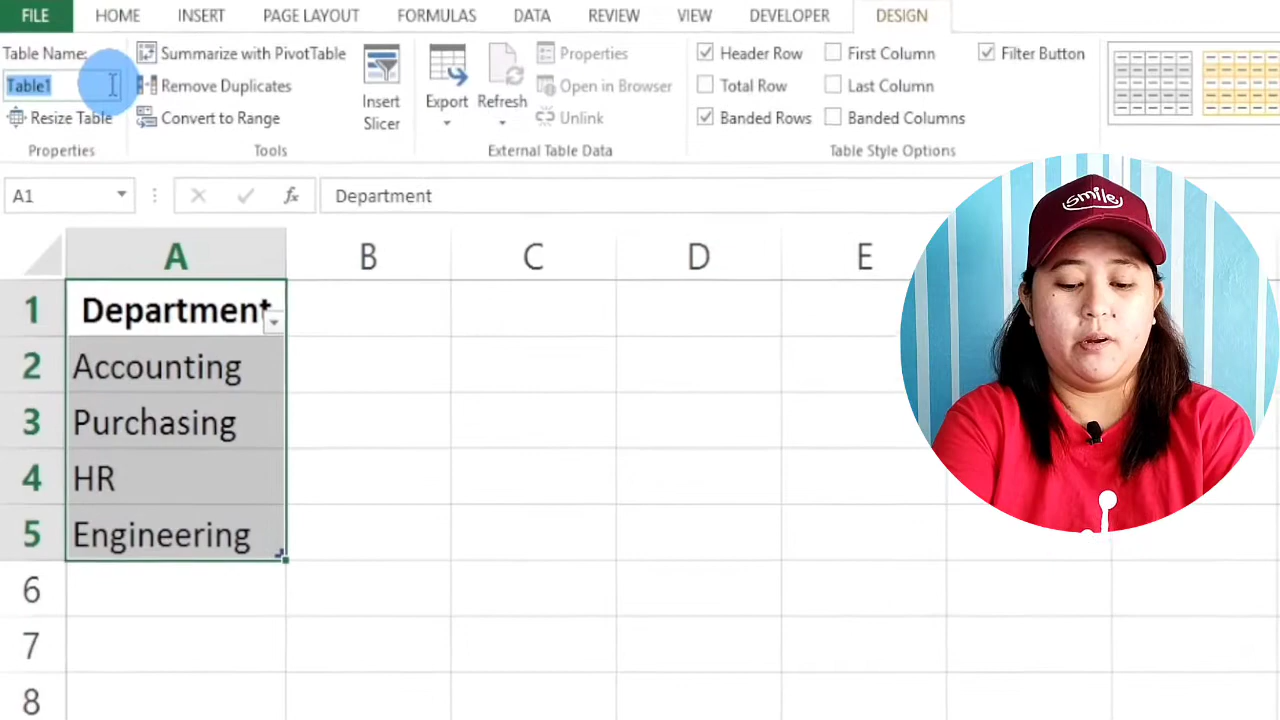 FILE HOME INSERT PAGE LAYOUT FORMULAS DATA REVIEW VIEW DEVELOPER DESIGN
Table Name:
Table1
Resize Table
Properties
Summarize with PivotTable
Remove Duplicates
Convert to Range
Tools
Insert
Slicer
Export
Refresh
Properties
Open in Browser
Unlink
External Table Data
Header Row
Total Row
Banded Rows
First Column
Last Column
Banded Columns
Filter Button
Table Style Options
A1 fx Department
A B C D E
1 Department
2 Accounting
3 Purchasing
4 HR
5 Engineering
6
7
8
smile